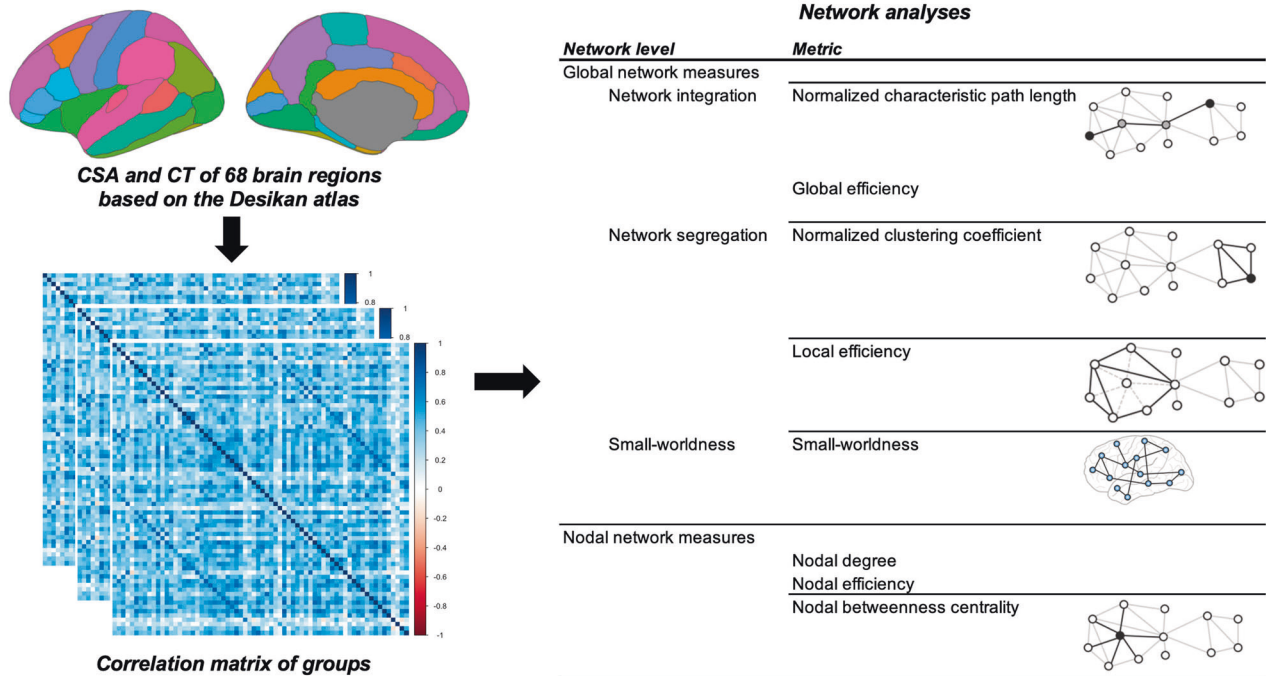 CSA and CT of 68 brain regions
based on the Desikan atlas
1
0.8
1
0.8
1
0.8
0.6
0.4
0.2
0
-0.2
-0.4
-0.6
-0.8
-1
Correlation matrix of groups
Network analyses
Network level Metric
Global network measures
Network integration Normalized characteristic path length
Global efficiency
Network segregation Normalized clustering coefficient
Local efficiency
Small-worldness Small-worldness
Nodal network measures
Nodal degree
Nodal efficiency
Nodal betweenness centrality